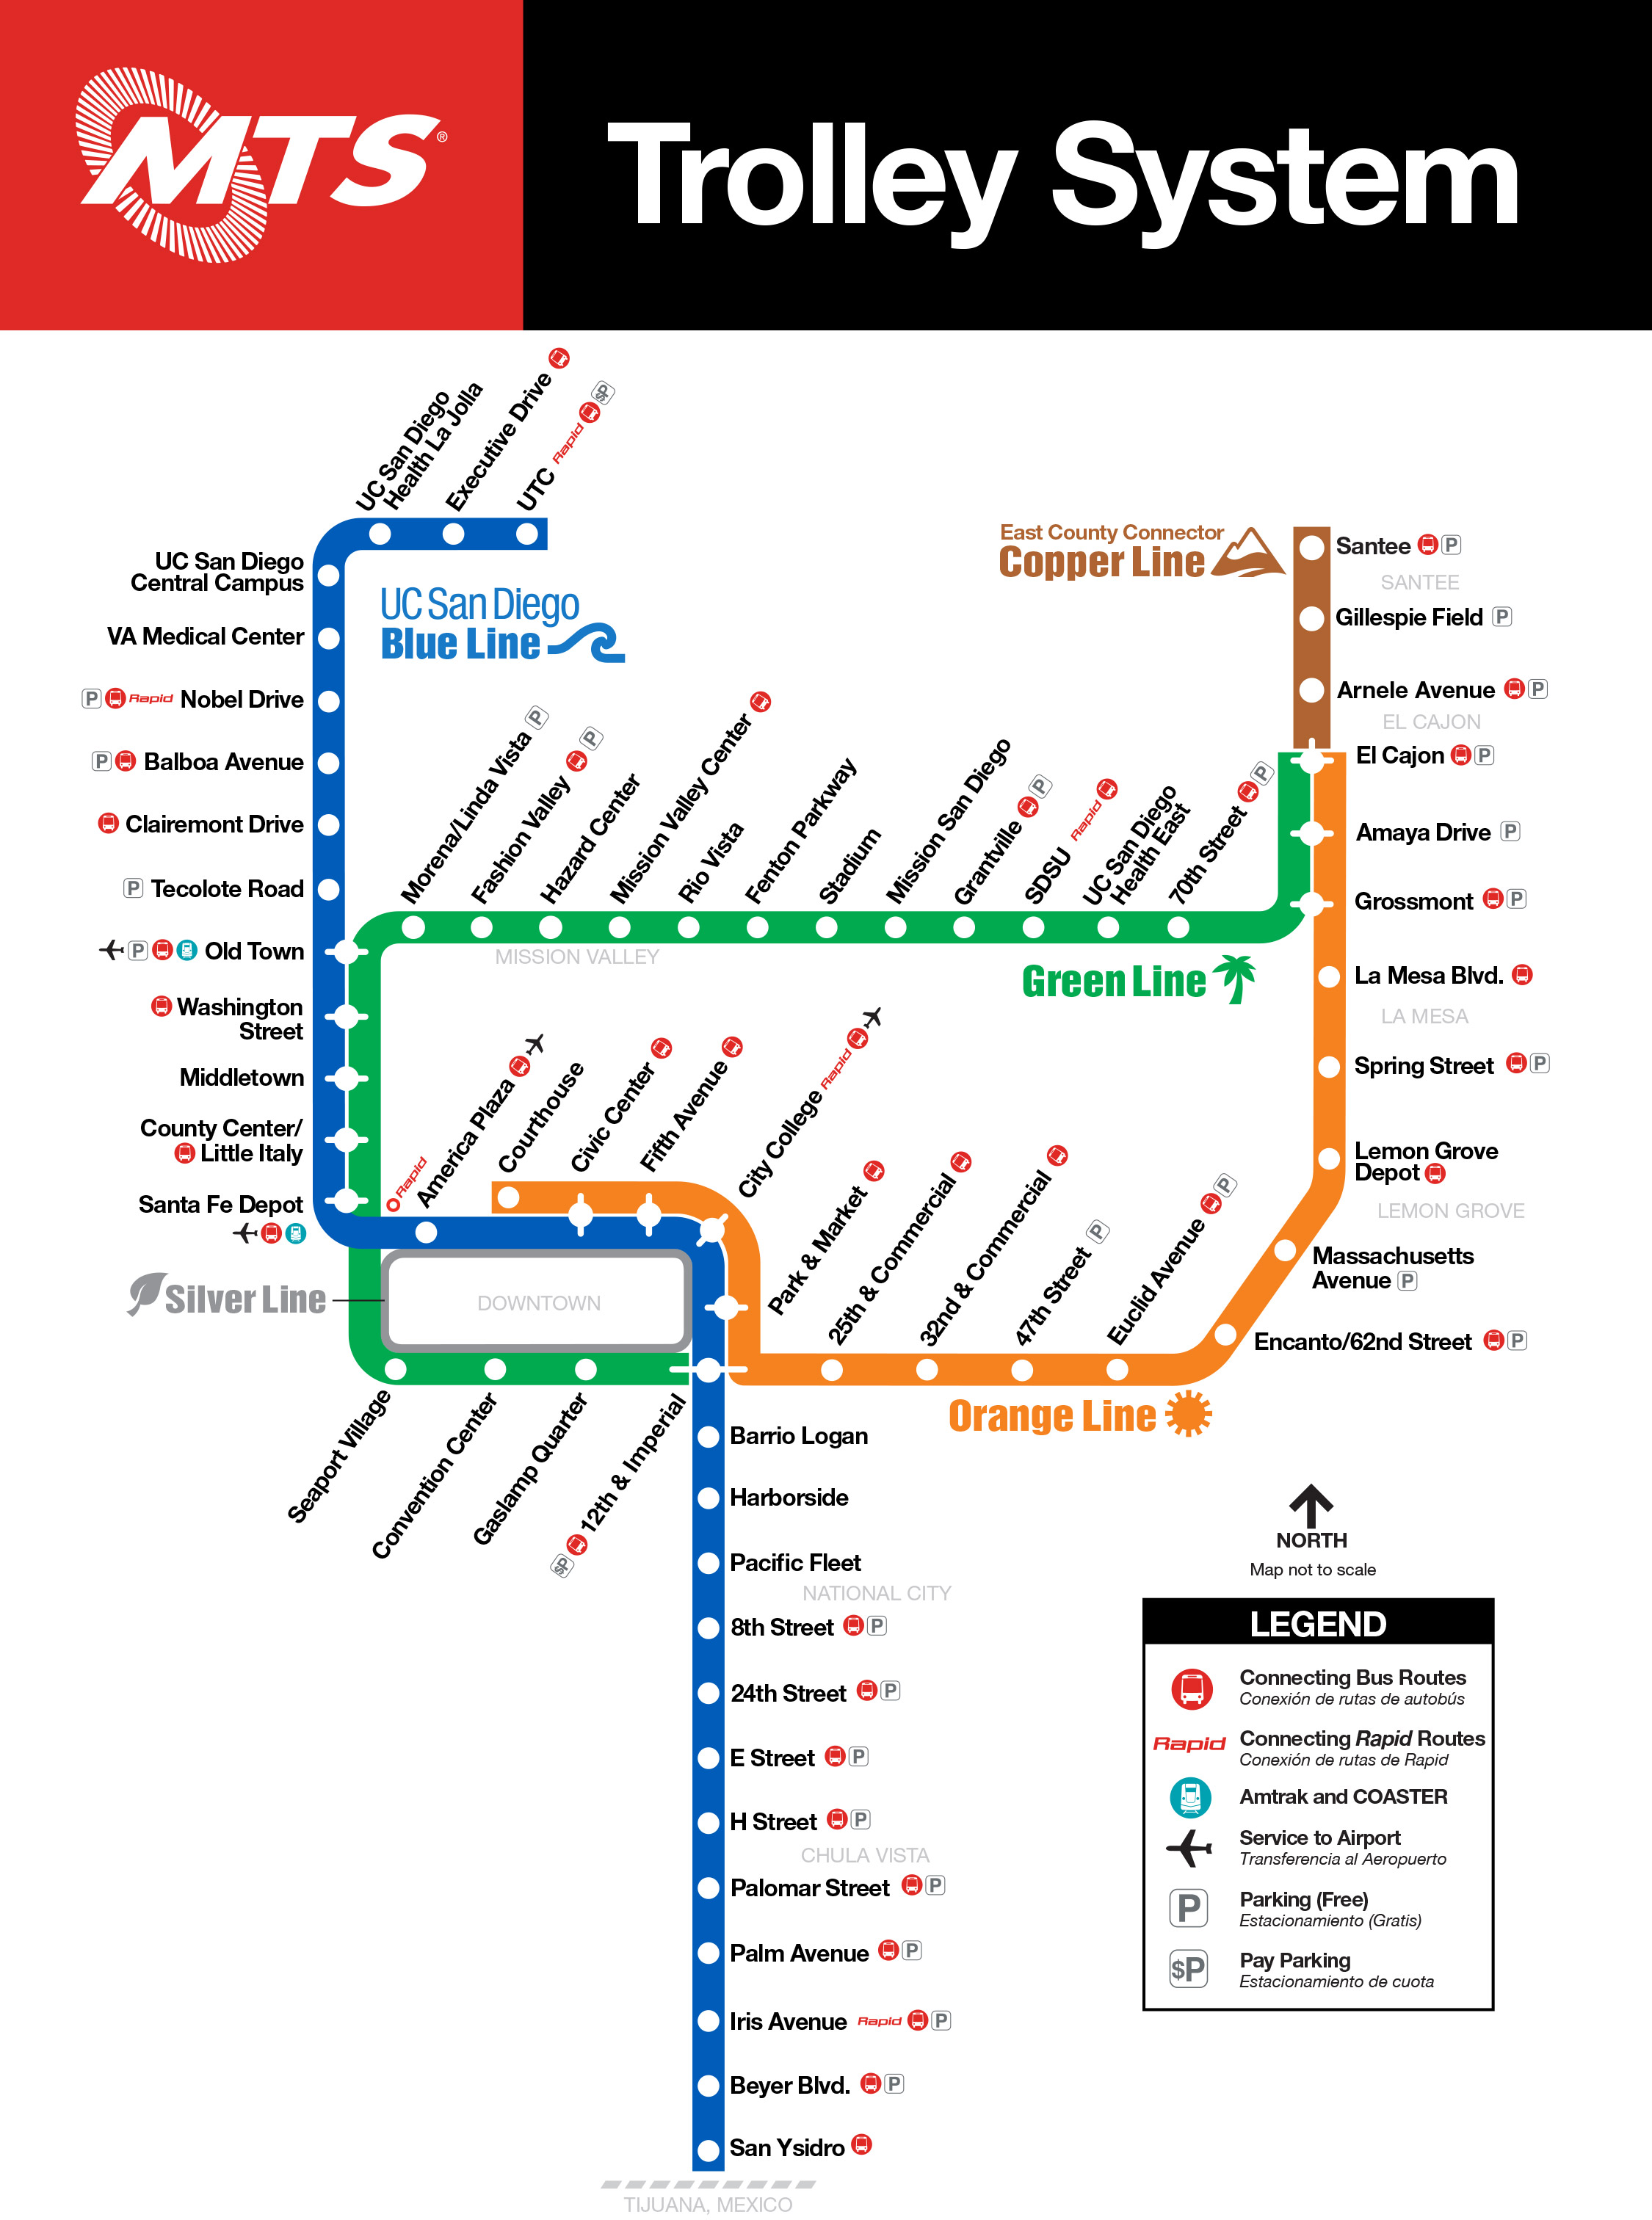 MTS®
Trolley System
UC San Diego
Health La Jolla
Executive Drive
UTC Rapid $P
UC San Diego
Central Campus
VA Medical Center
P Rapid Nobel Drive
P Balboa Avenue
Clairemont Drive
P Tecolote Road
P Old Town
Washington
Street
Middletown
County Center/
Little Italy
Santa Fe Depot
UC San Diego
Blue Line
East County Connector
Copper Line
Santee P
SANTEE
Gillespie Field P
Arnele Avenue P
EL CAJON
El Cajon P
Amaya Drive P
Grossmont P
La Mesa Blvd.
LA MESA
Spring Street P
Lemon Grove
Depot
LEMON GROVE
Massachusetts
Avenue P
Encanto/62nd Street P
Morena/Linda Vista P
Fashion Valley P
Hazard Center
Mission Valley Center
Rio Vista
Fenton Parkway
Stadium
Mission San Diego
Grantville P
SDSU Rapid
UC San Diego
Health East
70th Street P
MISSION VALLEY
Green Line
Rapid
America Plaza
Courthouse
Civic Center
Fifth Avenue
City College Rapid
Park & Market
25th & Commercial
32nd & Commercial
47th Street P
Euclid Avenue P
Silver Line
DOWNTOWN
Orange Line
Seaport Village
Convention Center
Gaslamp Quarter
$P 12th & Imperial
Barrio Logan
Harborside
Pacific Fleet
NATIONAL CITY
8th Street P
24th Street P
E Street P
H Street P
CHULA VISTA
Palomar Street P
Palm Avenue P
Iris Avenue Rapid P
Beyer Blvd. P
San Ysidro
TIJUANA, MEXICO
NORTH
Map not to scale
LEGEND
Connecting Bus Routes
Conexión de rutas de autobús
Rapid Connecting Rapid Routes
Conexión de rutas de Rapid
Amtrak and COASTER
Service to Airport
Transferencia al Aeropuerto
P Parking (Free)
Estacionamiento (Gratis)
$P Pay Parking
Estacionamiento de cuota